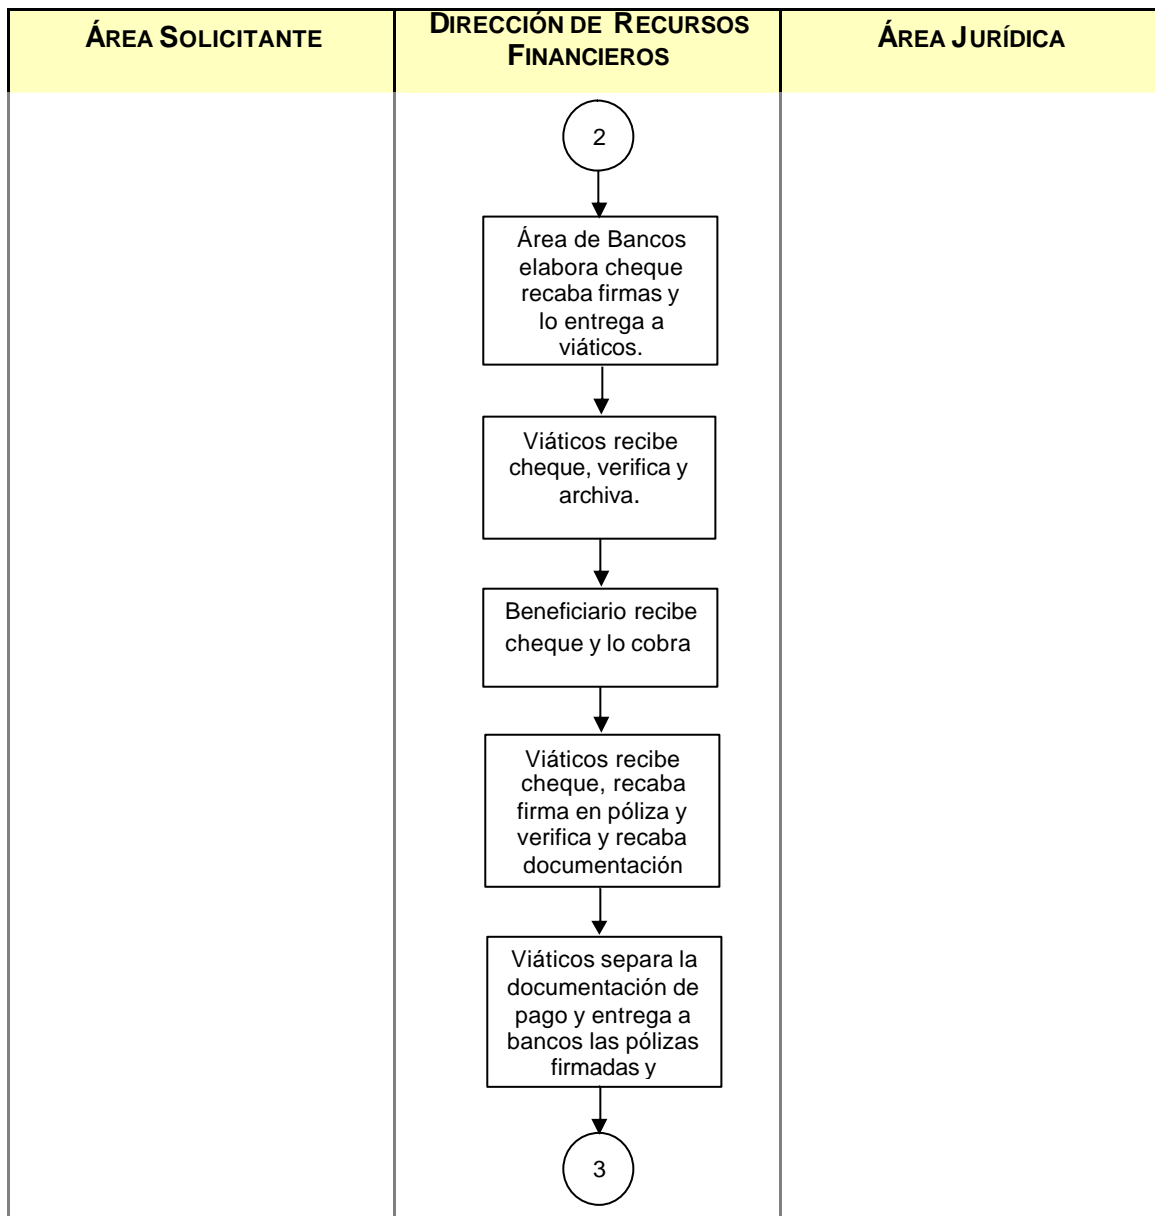 ÁREA SOLICITANTE
DIRECCIÓN DE RECURSOS
FINANCIEROS
ÁREA JURÍDICA
2
Área de Bancos
elabora cheque
recaba firmas y
lo entrega a
viáticos.
Viáticos recibe
cheque, verifica y
archiva.
Beneficiario recibe
cheque y lo cobra
Viáticos recibe
cheque, recaba
firma en póliza y
verifica y recaba
documentación
Viáticos separa la
documentación de
pago y entrega a
bancos las pólizas
firmadas y
3